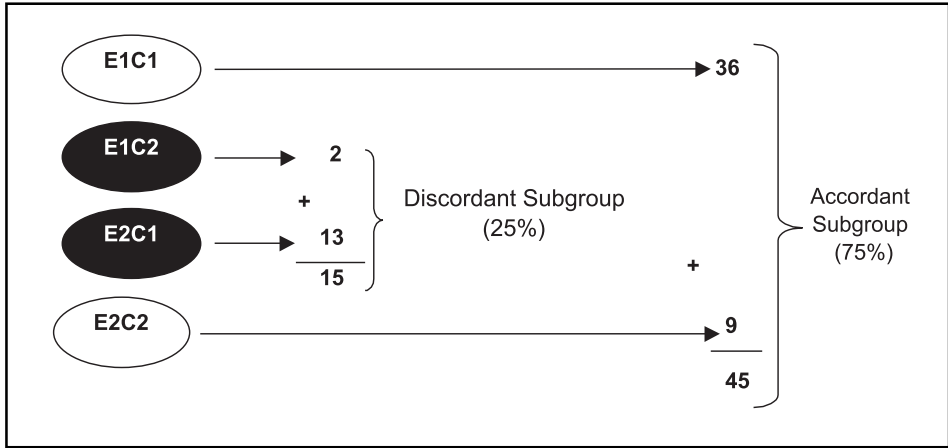 E1C1
36
E1C2
2
+
Discordant Subgroup
(25%)
E2C1
13
15
Accordant
Subgroup
(75%)
+
E2C2
9
45